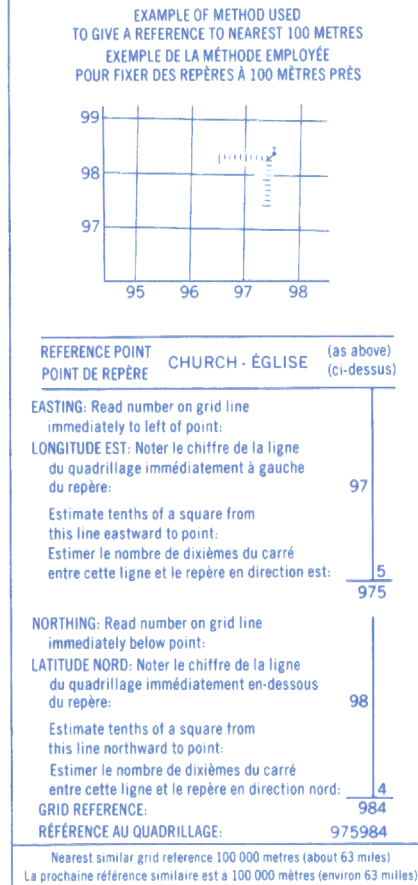 EXAMPLE OF METHOD USED
TO GIVE A REFERENCE TO NEAREST 100 METRES
EXEMPLE DE LA MÉTHODE EMPLOYÉE
POUR FIXER DES REPÈRES À 100 MÈTRES PRÈS
99
98
97
95 96 97 98
REFERENCE POINT
POINT DE REPÈRE
CHURCH - ÉGLISE
(as above)
(ci-dessus)
EASTING: Read number on grid line
immediately to left of point:
LONGITUDE EST: Noter le chiffre de la ligne
du quadrillage immédiatement à gauche
du repère: 97
Estimate tenths of a square from
this line eastward to point:
Estimer le nombre de dixièmes du carré
entre cette ligne et le repère en direction est: 5
975
NORTHING: Read number on grid line
immediately below point:
LATITUDE NORD: Noter le chiffre de la ligne
du quadrillage immédiatement en-dessous
du repère: 98
Estimate tenths of a square from
this line northward to point:
Estimer le nombre de dixièmes du carré
entre cette ligne et le repère en direction nord: 4
GRID REFERENCE: 984
RÉFÉRENCE AU QUADRILLAGE: 975984
Nearest similar grid reference 100 000 metres (about 63 miles)
La prochaine référence similaire est à 100 000 mètres (environ 63 milles)